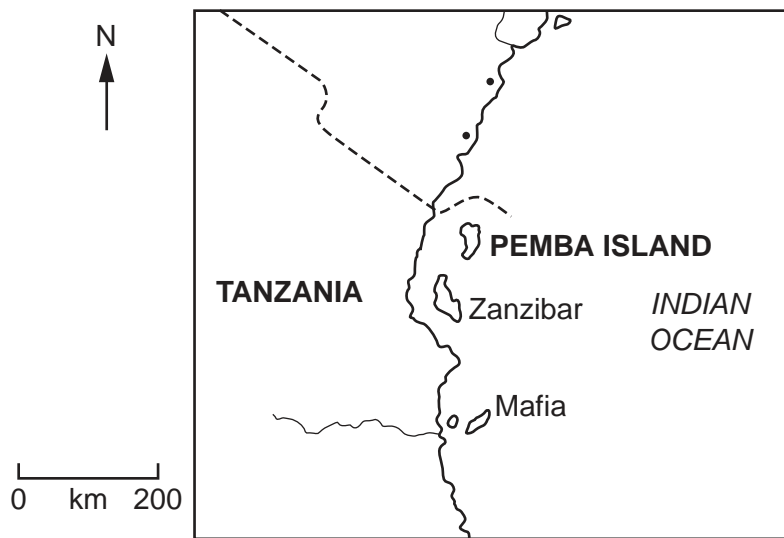 N
PEMBA ISLAND
TANZANIA
Zanzibar
INDIAN
OCEAN
Mafia
0 km 200